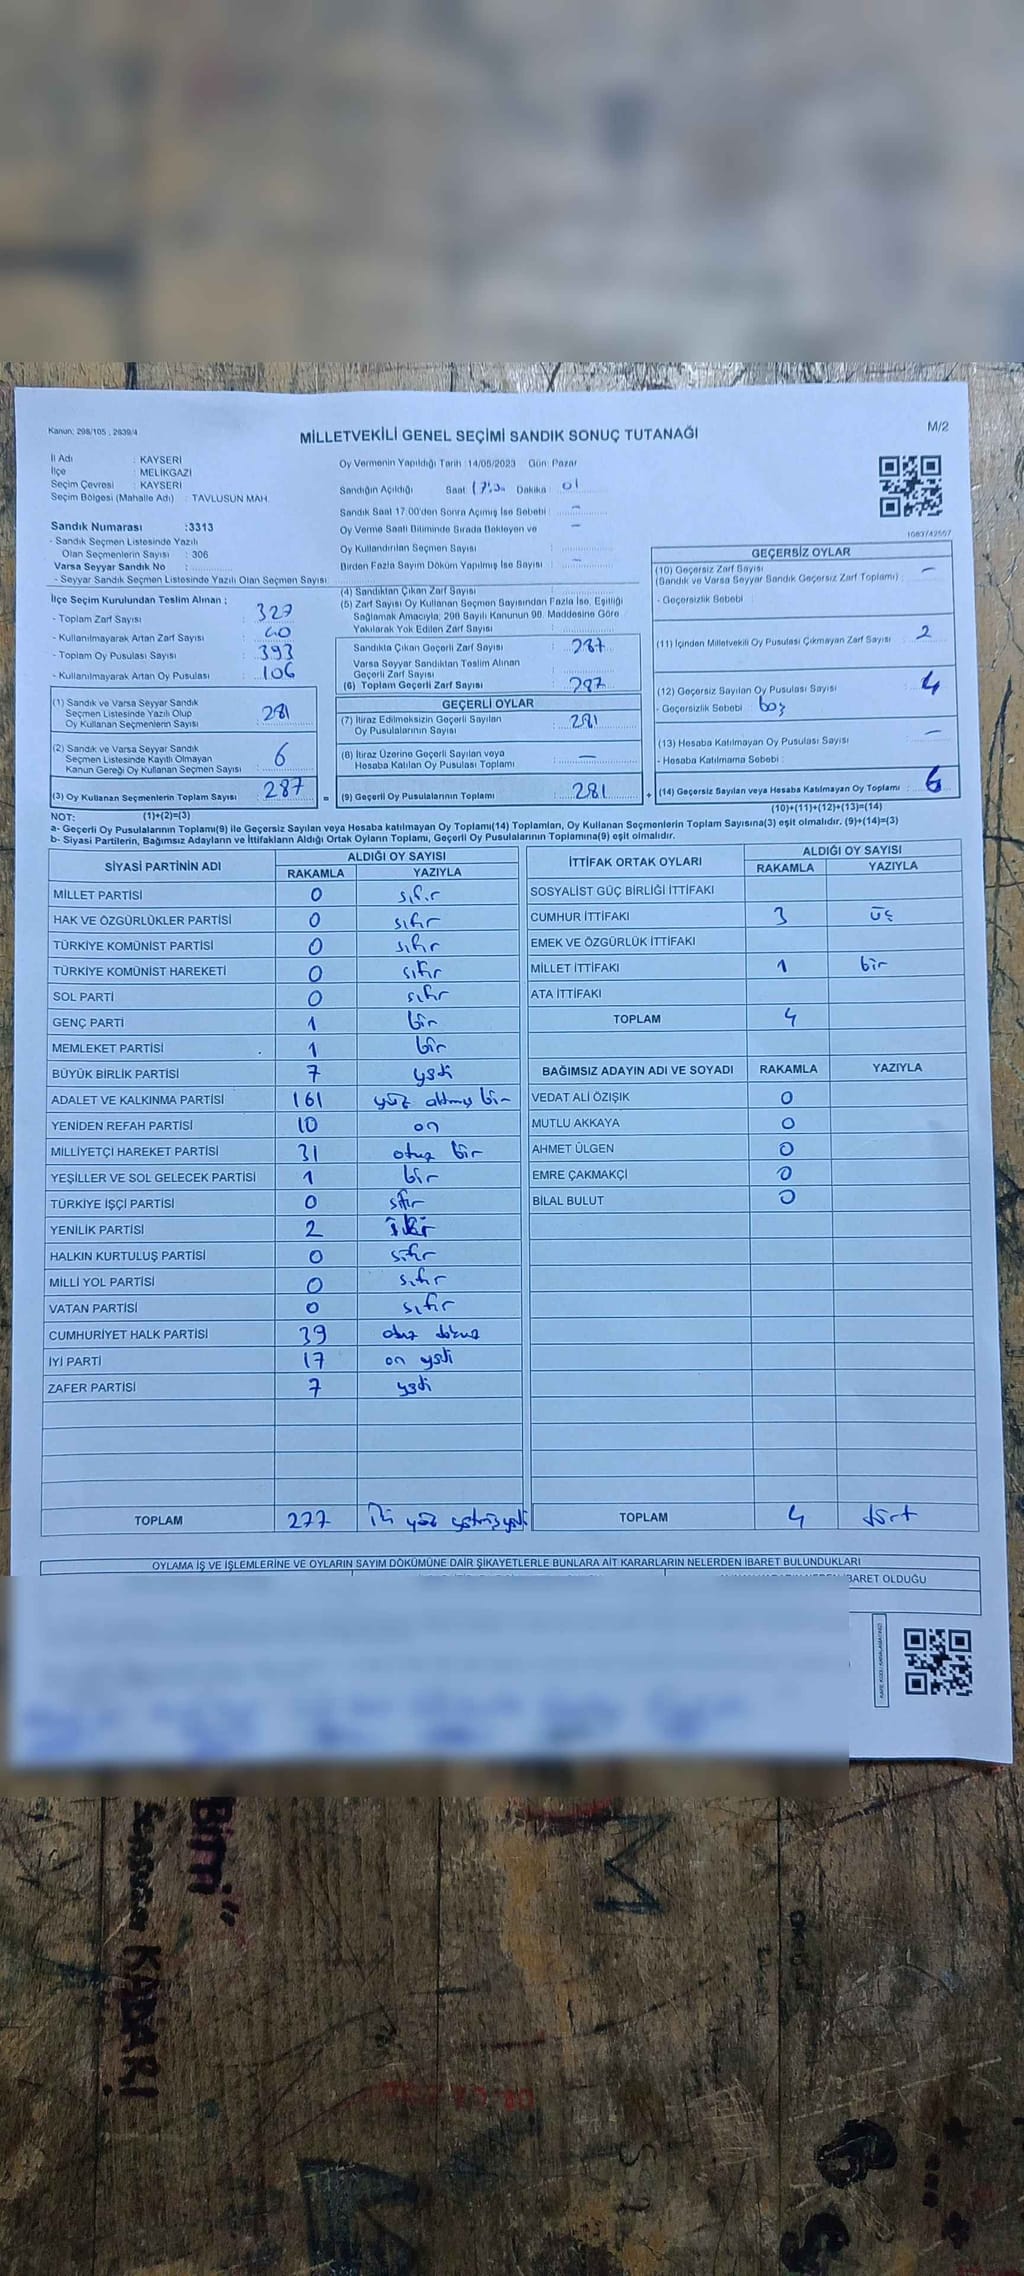 Kanun: 298/105 , 2839/4
MİLLETVEKİLİ GENEL SEÇİMİ SANDIK SONUÇ TUTANAĞI
M/2
İl Adı : KAYSERİ
İlçe : MELİKGAZİ
Seçim Çevresi : KAYSERİ
Seçim Bölgesi (Mahalle Adı) : TAVLUSUN MAH.
Oy Vermenin Yapıldığı Tarih :14/05/2023 Gün: Pazar
Sandığın Açıldığı Saat Dakika : 01
Sandık Saat 17:00'den Sonra Açımış İse Sebebi : –
Oy Verme Saati Bitiminde Sırada Bekleyen ve
Oy Kullandırılan Seçmen Sayısı : –
Birden Fazla Sayım Döküm Yapılmış İse Sayısı : –
Sandık Numarası :3313
- Sandık Seçmen Listesinde Yazılı
Olan Seçmenlerin Sayısı : 306
Varsa Seyyar Sandık No :
- Seyyar Sandık Seçmen Listesinde Yazılı Olan Seçmen Sayısı:
İlçe Seçim Kurulundan Teslim Alınan ;
- Toplam Zarf Sayısı : 327
- Kullanılmayarak Artan Zarf Sayısı : 40
- Toplam Oy Pusulası Sayısı : 393
- Kullanılmayarak Artan Oy Pusulası : 106
(1) Sandık ve Varsa Seyyar Sandık
Seçmen Listesinde Yazılı Olup
Oy Kullanan Seçmenlerin Sayısı : 281
(2) Sandık ve Varsa Seyyar Sandık
Seçmen Listesinde Kayıtlı Olmayan
Kanun Gereği Oy Kullanan Seçmen Sayısı : 6
(3) Oy Kullanan Seçmenlerin Toplam Sayısı : 287
(4) Sandıktan Çıkan Zarf Sayısı :
(5) Zarf Sayısı Oy Kullanan Seçmen Sayısından Fazla İse, Eşitliği
Sağlamak Amacıyla, 298 Sayılı Kanunun 98. Maddesine Göre
Yakılarak Yok Edilen Zarf Sayısı :
Sandıkla Çıkan Geçerli Zarf Sayısı : 287
Varsa Seyyar Sandıktan Teslim Alınan
Geçerli Zarf Sayısı :
(6) Toplam Geçerli Zarf Sayısı : 287
GEÇERLİ OYLAR
(7) İtiraz Edilmeksizin Geçerli Sayılan
Oy Pusulalarının Sayısı : 281
(8) İtiraz Üzerine Geçerli Sayılan veya
Hesaba Katılan Oy Pusulası Toplamı : –
= (9) Geçerli Oy Pusulalarının Toplamı : 281 +
1083742557
GEÇERSİZ OYLAR
(10) Geçersiz Zarf Sayısı
(Sandık ve Varsa Seyyar Sandık Geçersiz Zarf Toplamı) : –
- Geçersizlik Sebebi :
(11) İçinden Milletvekili Oy Pusulası Çıkmayan Zarf Sayısı : 2
(12) Geçersiz Sayılan Oy Pusulası Sayısı : 4
- Geçersizlik Sebebi : boş
(13) Hesaba Katılmayan Oy Pusulası Sayısı : –
- Hesaba Katılmama Sebebi :
(14) Geçersiz Sayılan veya Hesaba Katılmayan Oy Toplamı : 6
NOT: (1)+(2)=(3)
(10)+(11)+(12)+(13)=(14)
a- Geçerli Oy Pusulalarının Toplamı(9) ile Geçersiz Sayılan veya Hesaba katılmayan Oy Toplamı(14) Toplamları, Oy Kullanan Seçmenlerin Toplam Sayısına(3) eşit olmalıdır. (9)+(14)=(3)
b- Siyasi Partilerin, Bağımsız Adayların ve İttifakların Aldığı Ortak Oyların Toplamı, Geçerli Oy Pusulalarının Toplamına(9) eşit olmalıdır.
SİYASİ PARTİNİN ADI ALDIĞI OY SAYISI
RAKAMLA YAZIYLA
MİLLET PARTİSİ 0 sıfır
HAK VE ÖZGÜRLÜKLER PARTİSİ 0 sıfır
TÜRKİYE KOMÜNİST PARTİSİ 0 sıfır
TÜRKİYE KOMÜNİST HAREKETİ 0 sıfır
SOL PARTİ 0 sıfır
GENÇ PARTİ 1 bir
MEMLEKET PARTİSİ 1 bir
BÜYÜK BİRLİK PARTİSİ 7 yedi
ADALET VE KALKINMA PARTİSİ 161 yüz altmış bir
YENİDEN REFAH PARTİSİ 10 on
MİLLİYETÇİ HAREKET PARTİSİ 31 otuz bir
YEŞİLLER VE SOL GELECEK PARTİSİ 1 bir
TÜRKİYE İŞÇİ PARTİSİ 0 sıfır
YENİLİK PARTİSİ 2 iki
HALKIN KURTULUŞ PARTİSİ 0 sıfır
MİLLİ YOL PARTİSİ 0 sıfır
VATAN PARTİSİ 0 sıfır
CUMHURİYET HALK PARTİSİ 39 otuz dokuz
İYİ PARTİ 17 on yedi
ZAFER PARTİSİ 7 yedi
TOPLAM 277 iki yüz yetmiş yedi
İTTİFAK ORTAK OYLARI ALDIĞI OY SAYISI
RAKAMLA YAZIYLA
SOSYALİST GÜÇ BİRLİĞİ İTTİFAKI
CUMHUR İTTİFAKI 3 üç
EMEK VE ÖZGÜRLÜK İTTİFAKI
MİLLET İTTİFAKI 1 bir
ATA İTTİFAKI
TOPLAM 4
BAĞIMSIZ ADAYIN ADI VE SOYADI RAKAMLA YAZIYLA
VEDAT ALİ ÖZIŞIK 0
MUTLU AKKAYA 0
AHMET ÜLGEN 0
EMRE ÇAKMAKÇİ 0
BİLAL BULUT 0
TOPLAM 4 dört
OYLAMA İŞ VE İŞLEMLERİNE VE OYLARIN SAYIM DÖKÜMÜNE DAİR ŞİKAYETLERLE BUNLARA AİT KARARLARIN NELERDEN İBARET BULUNDUKLARI
İBARET OLDUĞU
Bitti"
KADAR!
M